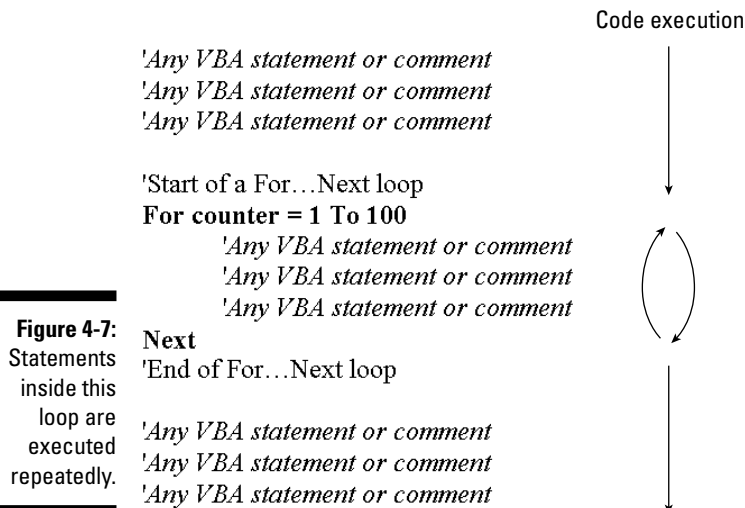 Code execution
'Any VBA statement or comment
'Any VBA statement or comment
'Any VBA statement or comment
'Start of a For…Next loop
For counter = 1 To 100
'Any VBA statement or comment
'Any VBA statement or comment
'Any VBA statement or comment
Next
'End of For…Next loop
'Any VBA statement or comment
'Any VBA statement or comment
'Any VBA statement or comment
Figure 4-7:
Statements
inside this
loop are
executed
repeatedly.